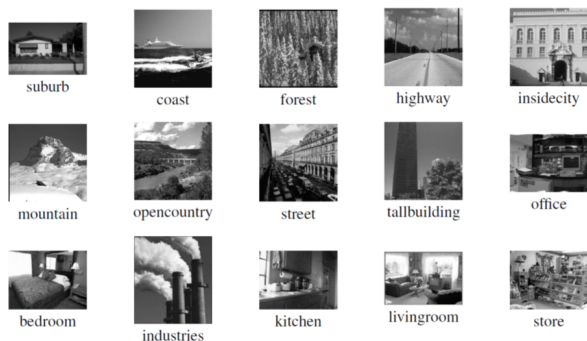 suburb
coast
forest
highway
insidecity
mountain
opencountry
street
tallbuilding
office
bedroom
industries
kitchen
livingroom
store